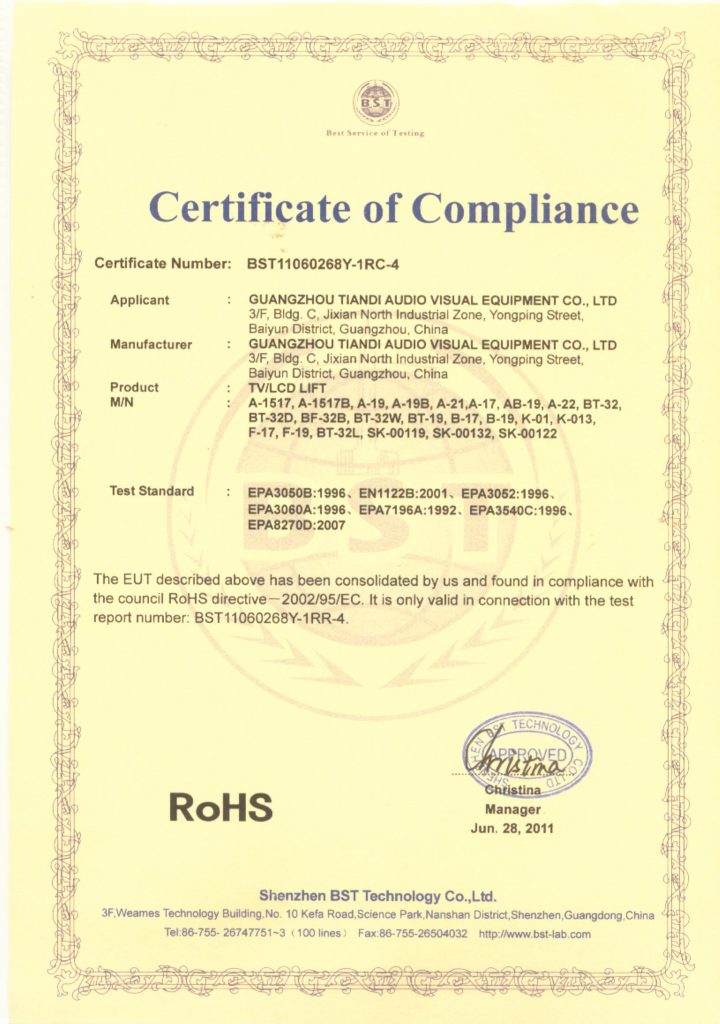 BST
Best Service of Testing
Certificate of Compliance
Certificate Number: BST11060268Y-1RC-4
Applicant : GUANGZHOU TIANDI AUDIO VISUAL EQUIPMENT CO., LTD
3/F, Bldg. C, Jixian North Industrial Zone, Yongping Street,
Baiyun District, Guangzhou, China
Manufacturer : GUANGZHOU TIANDI AUDIO VISUAL EQUIPMENT CO., LTD
3/F, Bldg. C, Jixian North Industrial Zone, Yongping Street,
Baiyun District, Guangzhou, China
Product : TV/LCD LIFT
M/N : A-1517, A-1517B, A-19, A-19B, A-21,A-17, AB-19, A-22, BT-32,
BT-32D, BF-32B, BT-32W, BT-19, B-17, B-19, K-01, K-013,
F-17, F-19, BT-32L, SK-00119, SK-00132, SK-00122
BST
Test Standard : EPA3050B:1996、EN1122B:2001、EPA3052:1996、
EPA3060A:1996、EPA7196A:1992、EPA3540C:1996、
EPA8270D:2007
The EUT described above has been consolidated by us and found in compliance with
the council RoHS directive—2002/95/EC. It is only valid in connection with the test
report number: BST11060268Y-1RR-4.
SHENZHEN BST TECHNOLOGY CO.,LTD
APPROVED
Christina
Christina
Manager
Jun. 28, 2011
RoHS
Shenzhen BST Technology Co.,Ltd.
3F,Weames Technology Building,No. 10 Kefa Road,Science Park,Nanshan District,Shenzhen,Guangdong,China
Tel:86-755- 26747751~3（100 lines） Fax:86-755-26504032 http://www.bst-lab.com